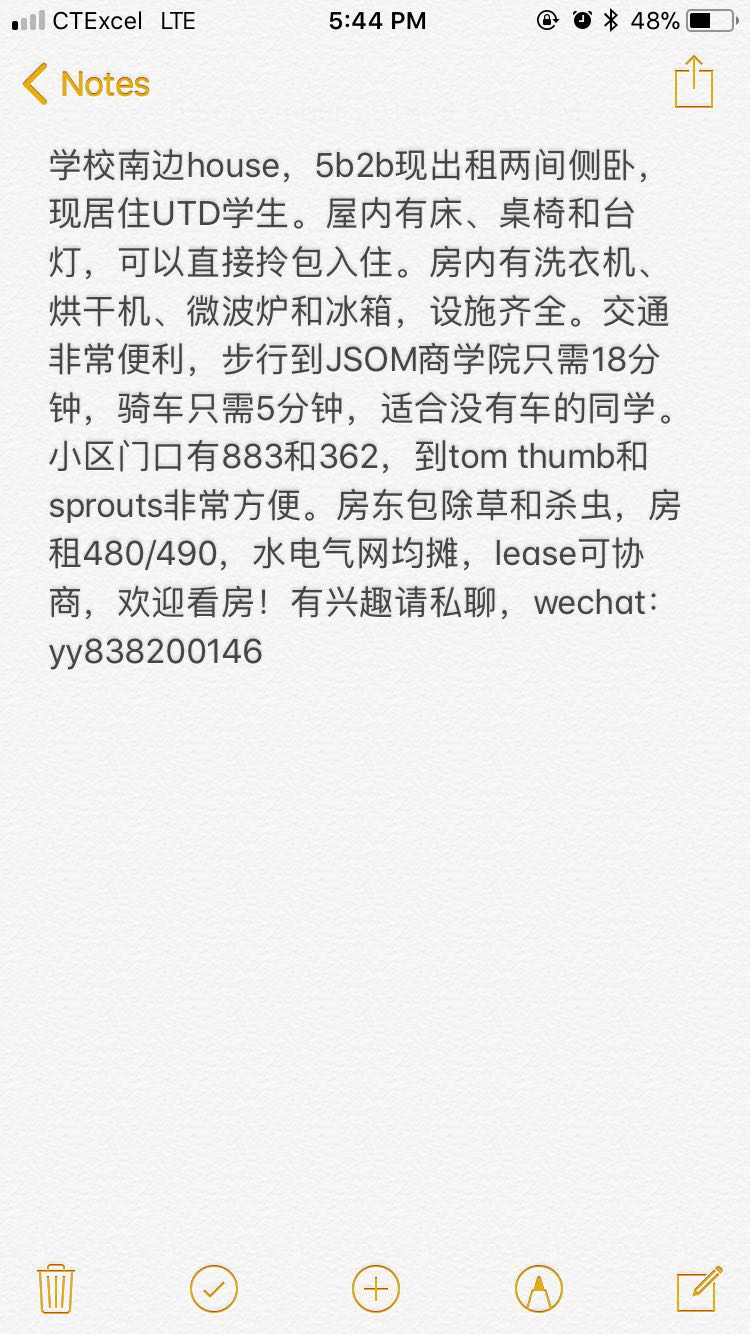 CTExcel LTE 5:44 PM 48%
Notes
学校南边house，5b2b现出租两间侧卧，
现居住UTD学生。屋内有床、桌椅和台
灯，可以直接拎包入住。房内有洗衣机、
烘干机、微波炉和冰箱，设施齐全。交通
非常便利，步行到JSOM商学院只需18分
钟，骑车只需5分钟，适合没有车的同学。
小区门口有883和362，到tom thumb和
sprouts非常方便。房东包除草和杀虫，房
租480/490，水电气网均摊，lease可协
商，欢迎看房！有兴趣请私聊，wechat：
yy838200146